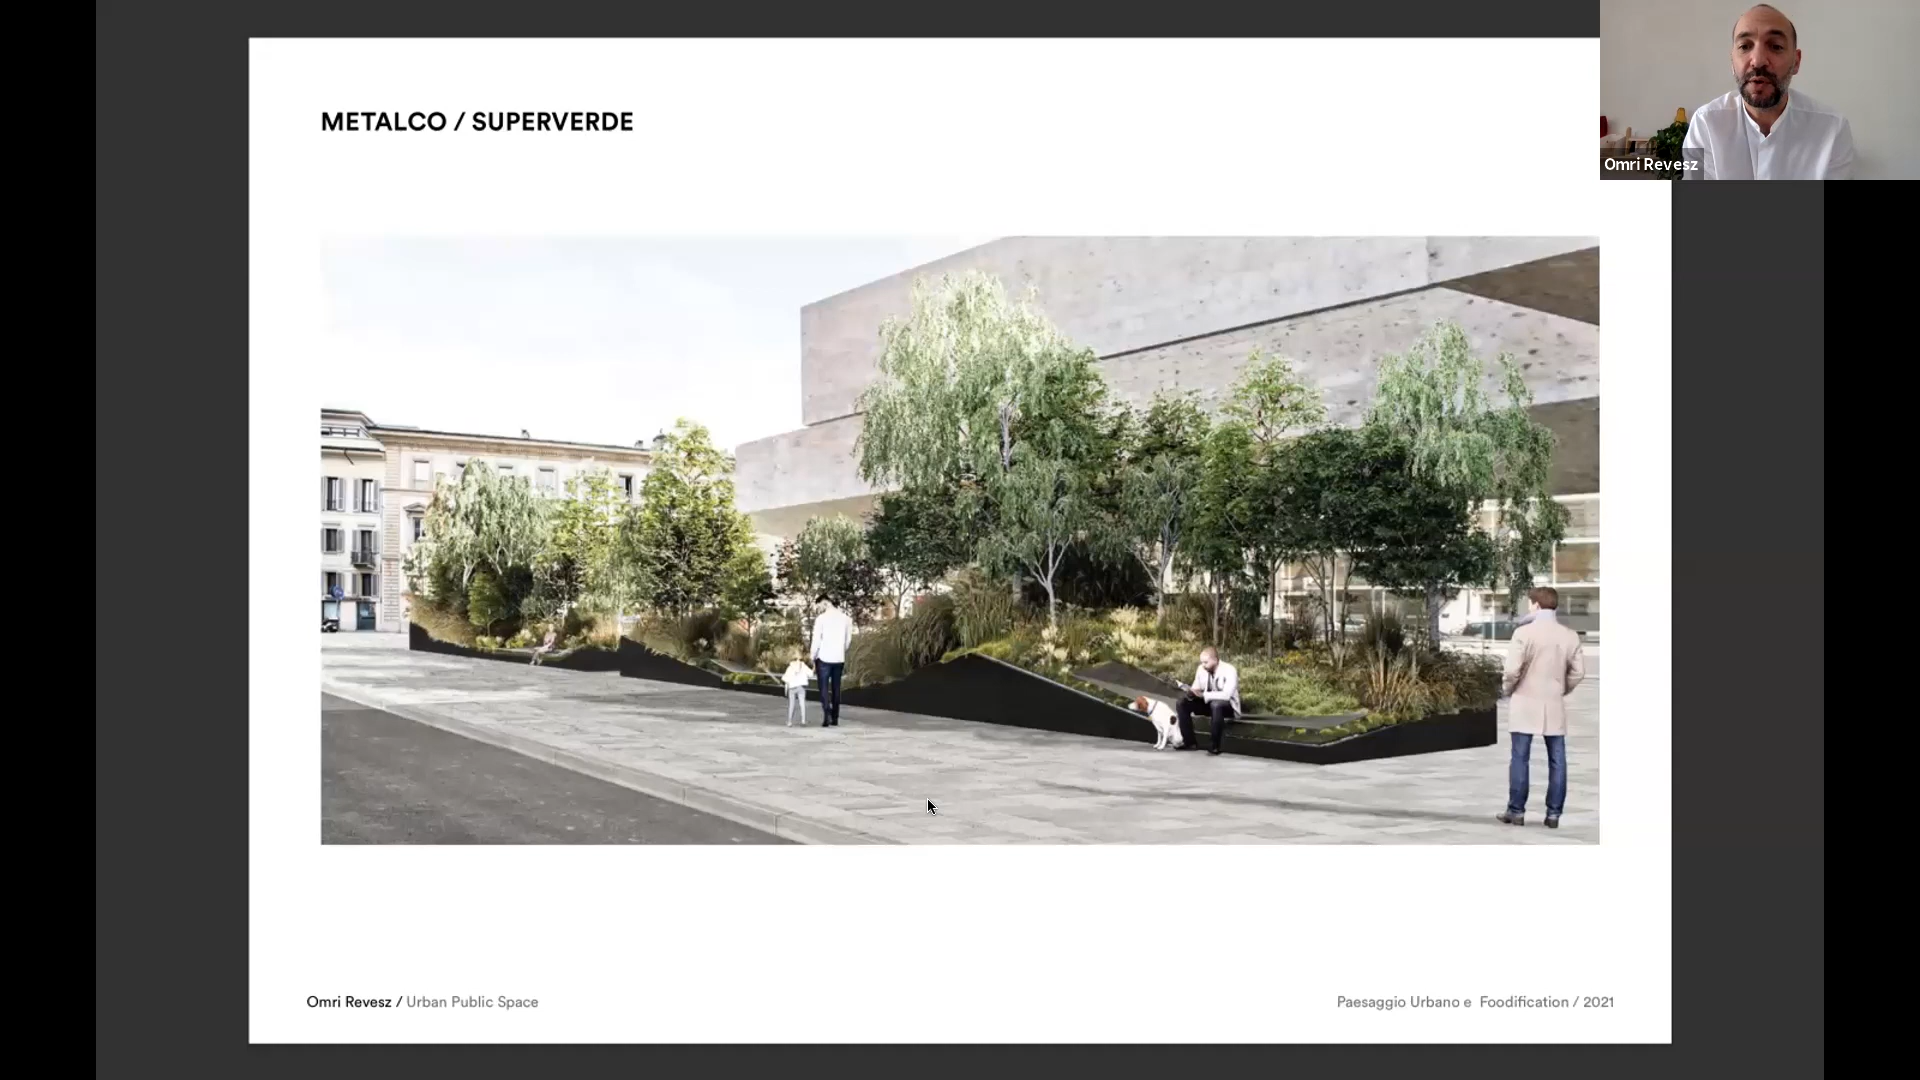 METALCO / SUPERVERDE
Omri Revesz
Omri Revesz / Urban Public Space
Paesaggio Urbano e Foodification / 2021